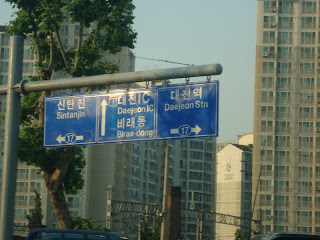 신탄진
Sintanjin
17
대전IC
Daejeon IC
비래동
Birae-dong
대전역
Daejeon Stn
17